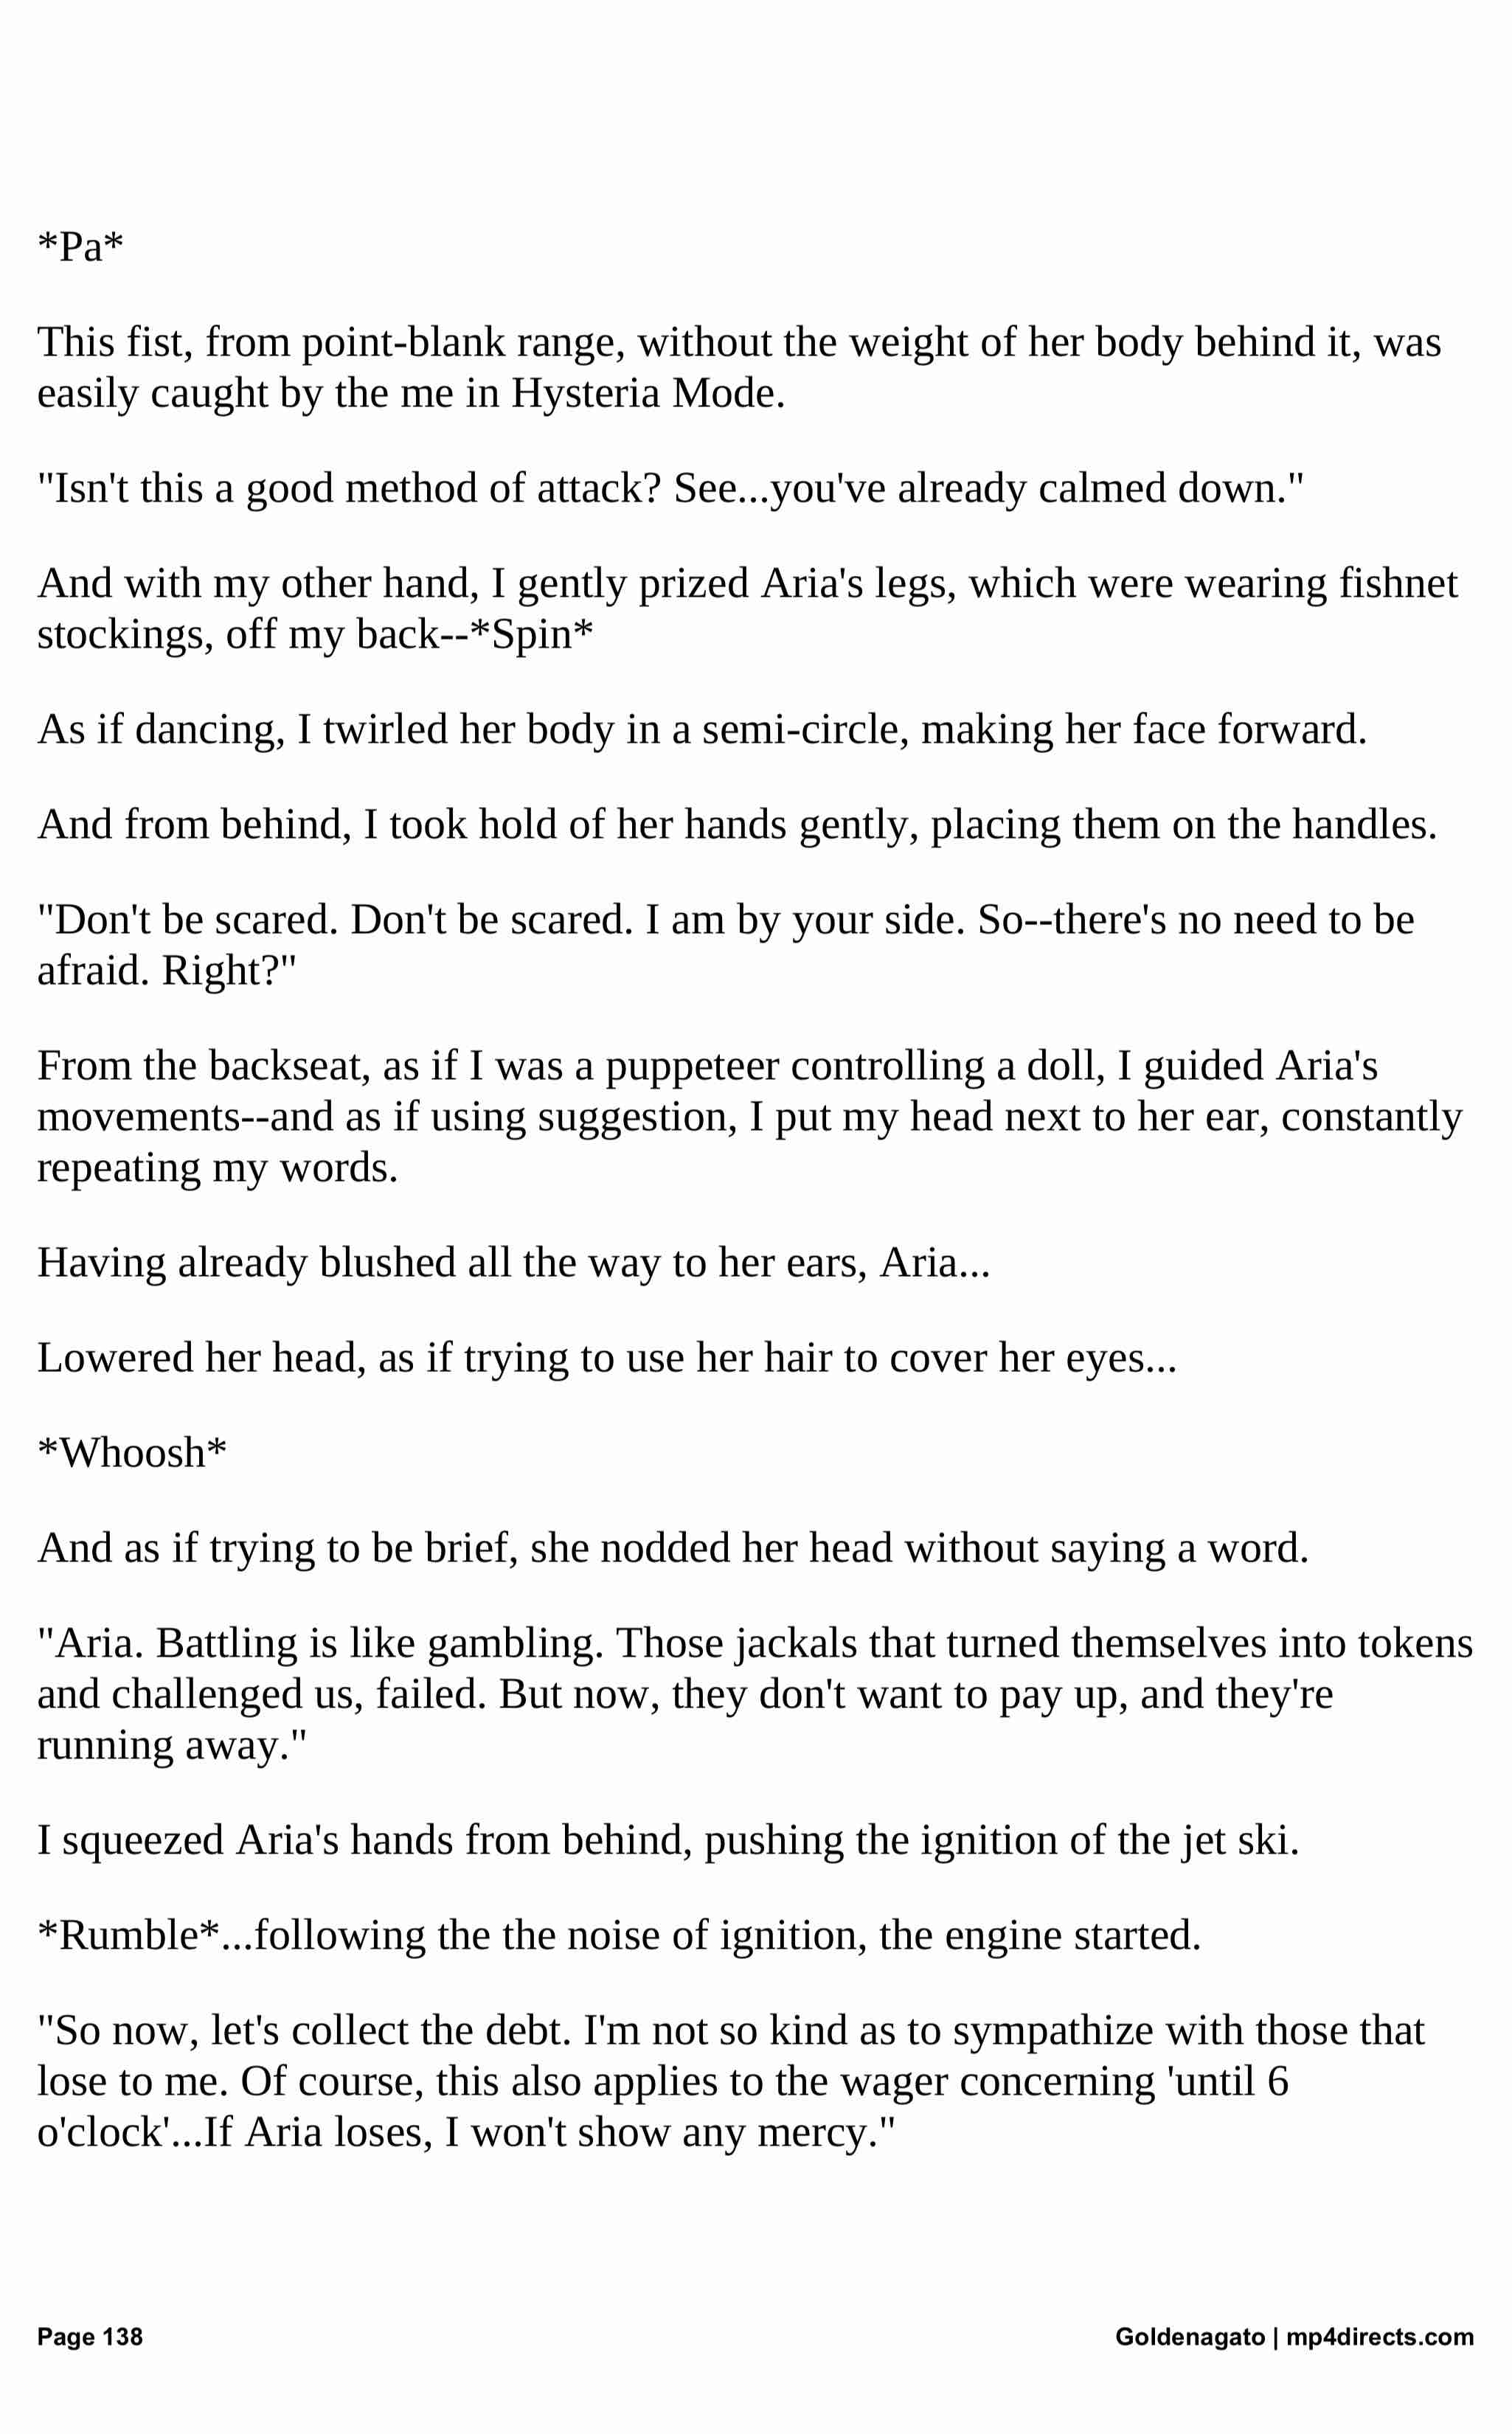 *Pa*
This fist, from point-blank range, without the weight of her body behind it, was
easily caught by the me in Hysteria Mode.
"Isn't this a good method of attack? See...you've already calmed down."
And with my other hand, I gently prized Aria's legs, which were wearing fishnet
stockings, off my back--*Spin*
As if dancing, I twirled her body in a semi-circle, making her face forward.
And from behind, I took hold of her hands gently, placing them on the handles.
"Don't be scared. Don't be scared. I am by your side. So--there's no need to be
afraid. Right?"
From the backseat, as if I was a puppeteer controlling a doll, I guided Aria's
movements--and as if using suggestion, I put my head next to her ear, constantly
repeating my words.
Having already blushed all the way to her ears, Aria...
Lowered her head, as if trying to use her hair to cover her eyes...
*Whoosh*
And as if trying to be brief, she nodded her head without saying a word.
"Aria. Battling is like gambling. Those jackals that turned themselves into tokens
and challenged us, failed. But now, they don't want to pay up, and they're
running away."
I squeezed Aria's hands from behind, pushing the ignition of the jet ski.
*Rumble*...following the the noise of ignition, the engine started.
"So now, let's collect the debt. I'm not so kind as to sympathize with those that
lose to me. Of course, this also applies to the wager concerning 'until 6
o'clock'...If Aria loses, I won't show any mercy."
Page 138
Goldenagato | mp4directs.com